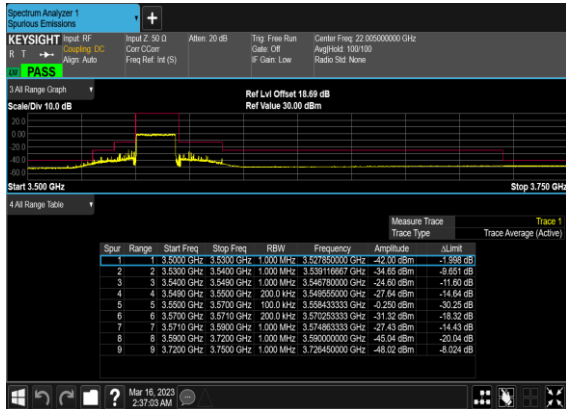 Spectrum Analyzer 1
Spurious Emissions
KEYSIGHT Input: RF Input Z: 50 Ω Atten: 20 dB Trig: Free Run Center Freq: 22.005000000 GHz
R T Coupling: DC Corr CCorr Gate: Off Avg|Hold: 100/100
Align: Auto Freq Ref: Int (S) IF Gain: Low Radio Std: None
LXI PASS
3 All Range Graph
Ref Lvl Offset 18.69 dB
Scale/Div 10.0 dB Ref Value 30.00 dBm
20.0
0.00
-20.0
-40.0
-60.0
Start 3.500 GHz Stop 3.750 GHz
4 All Range Table
Measure Trace Trace 1
Trace Type Trace Average (Active)
Spur Range Start Freq Stop Freq RBW Frequency Amplitude ΔLimit
1 1 3.5000 GHz 3.5300 GHz 1.000 MHz 3.527850000 GHz -42.00 dBm -1.998 dB
2 2 3.5300 GHz 3.5400 GHz 1.000 MHz 3.539116667 GHz -34.65 dBm -9.651 dB
3 3 3.5400 GHz 3.5490 GHz 1.000 MHz 3.546780000 GHz -24.60 dBm -11.60 dB
4 4 3.5490 GHz 3.5500 GHz 200.0 kHz 3.549555000 GHz -27.64 dBm -14.64 dB
5 5 3.5500 GHz 3.5700 GHz 100.0 kHz 3.558433333 GHz -0.250 dBm -30.25 dB
6 6 3.5700 GHz 3.5710 GHz 200.0 kHz 3.570253333 GHz -31.32 dBm -18.32 dB
7 7 3.5710 GHz 3.5900 GHz 1.000 MHz 3.574863333 GHz -27.43 dBm -14.43 dB
8 8 3.5900 GHz 3.7200 GHz 1.000 MHz 3.590000000 GHz -45.04 dBm -20.04 dB
9 9 3.7200 GHz 3.7500 GHz 1.000 MHz 3.726450000 GHz -48.02 dBm -8.024 dB
? Mar 16, 2023
2:37:03 AM